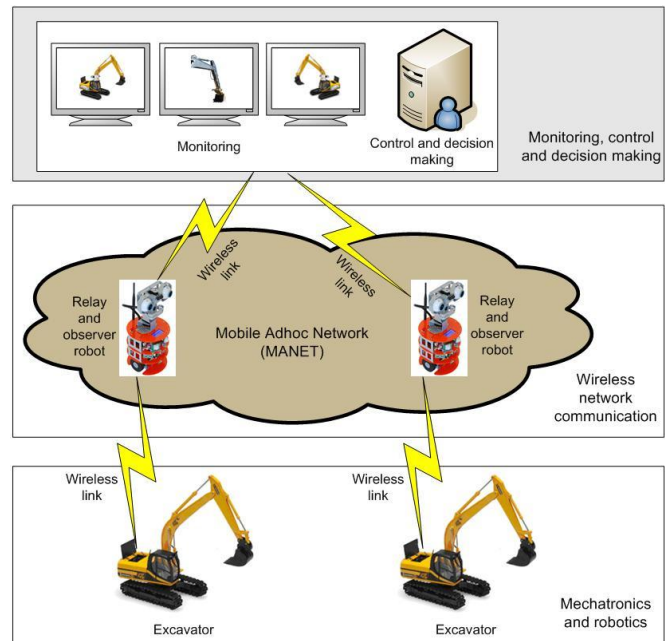 Monitoring
Control and decision
making
Monitoring, control
and decision making
Wireless
link
Wireless
link
Relay
and
observer
robot
Mobile Adhoc Network
(MANET)
Relay
and
observer
robot
Wireless
network
communication
Wireless
link
Wireless
link
Excavator
Excavator
Mechatronics
and robotics